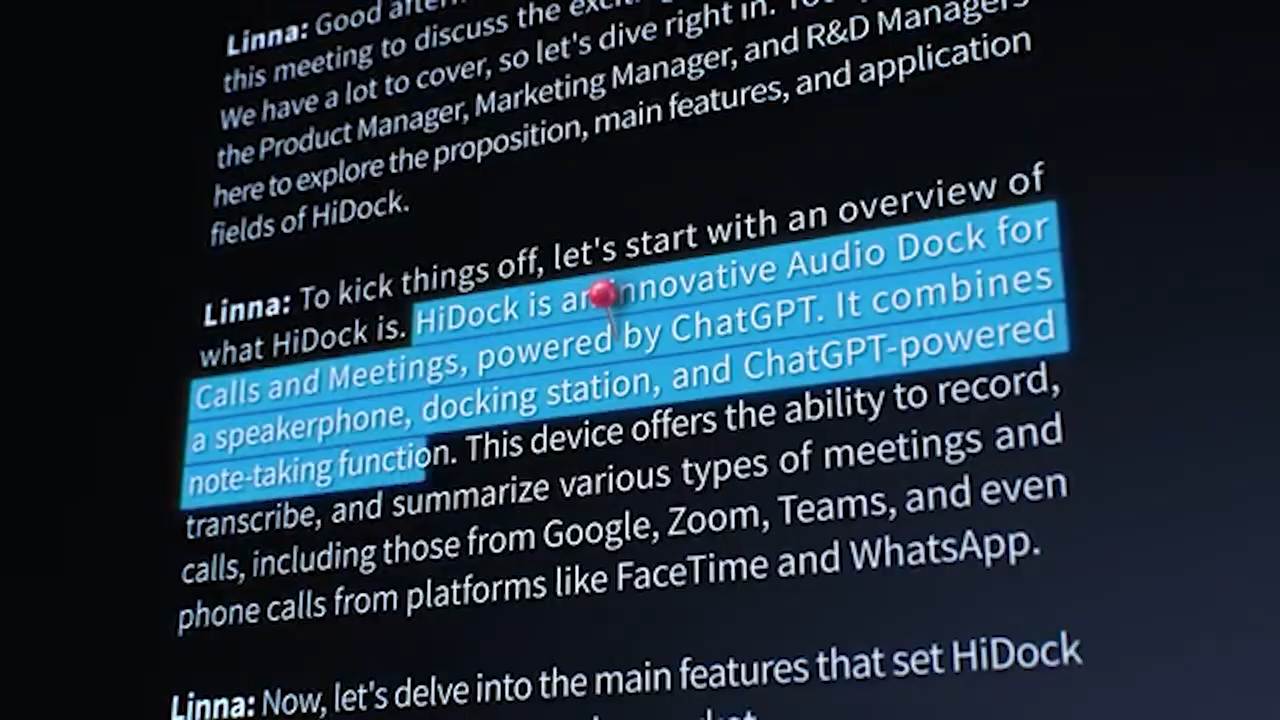 Linna: Good
this meeting to discuss the
We have a lot to cover, so let's dive right in.
the Product Manager, Marketing Manager, and R&D Managers
here to explore the proposition, main features, and application
fields of HiDock.
Linna: To kick things off, let's start with an overview of
what HiDock is. HiDock is an innovative Audio Dock for
Calls and Meetings, powered by ChatGPT. It combines
a speakerphone, docking station, and ChatGPT-powered
note-taking function. This device offers the ability to record,
transcribe, and summarize various types of meetings and
calls, including those from Google, Zoom, Teams, and even
phone calls from platforms like FaceTime and WhatsApp.
Linna: Now, let's delve into the main features that set HiDock